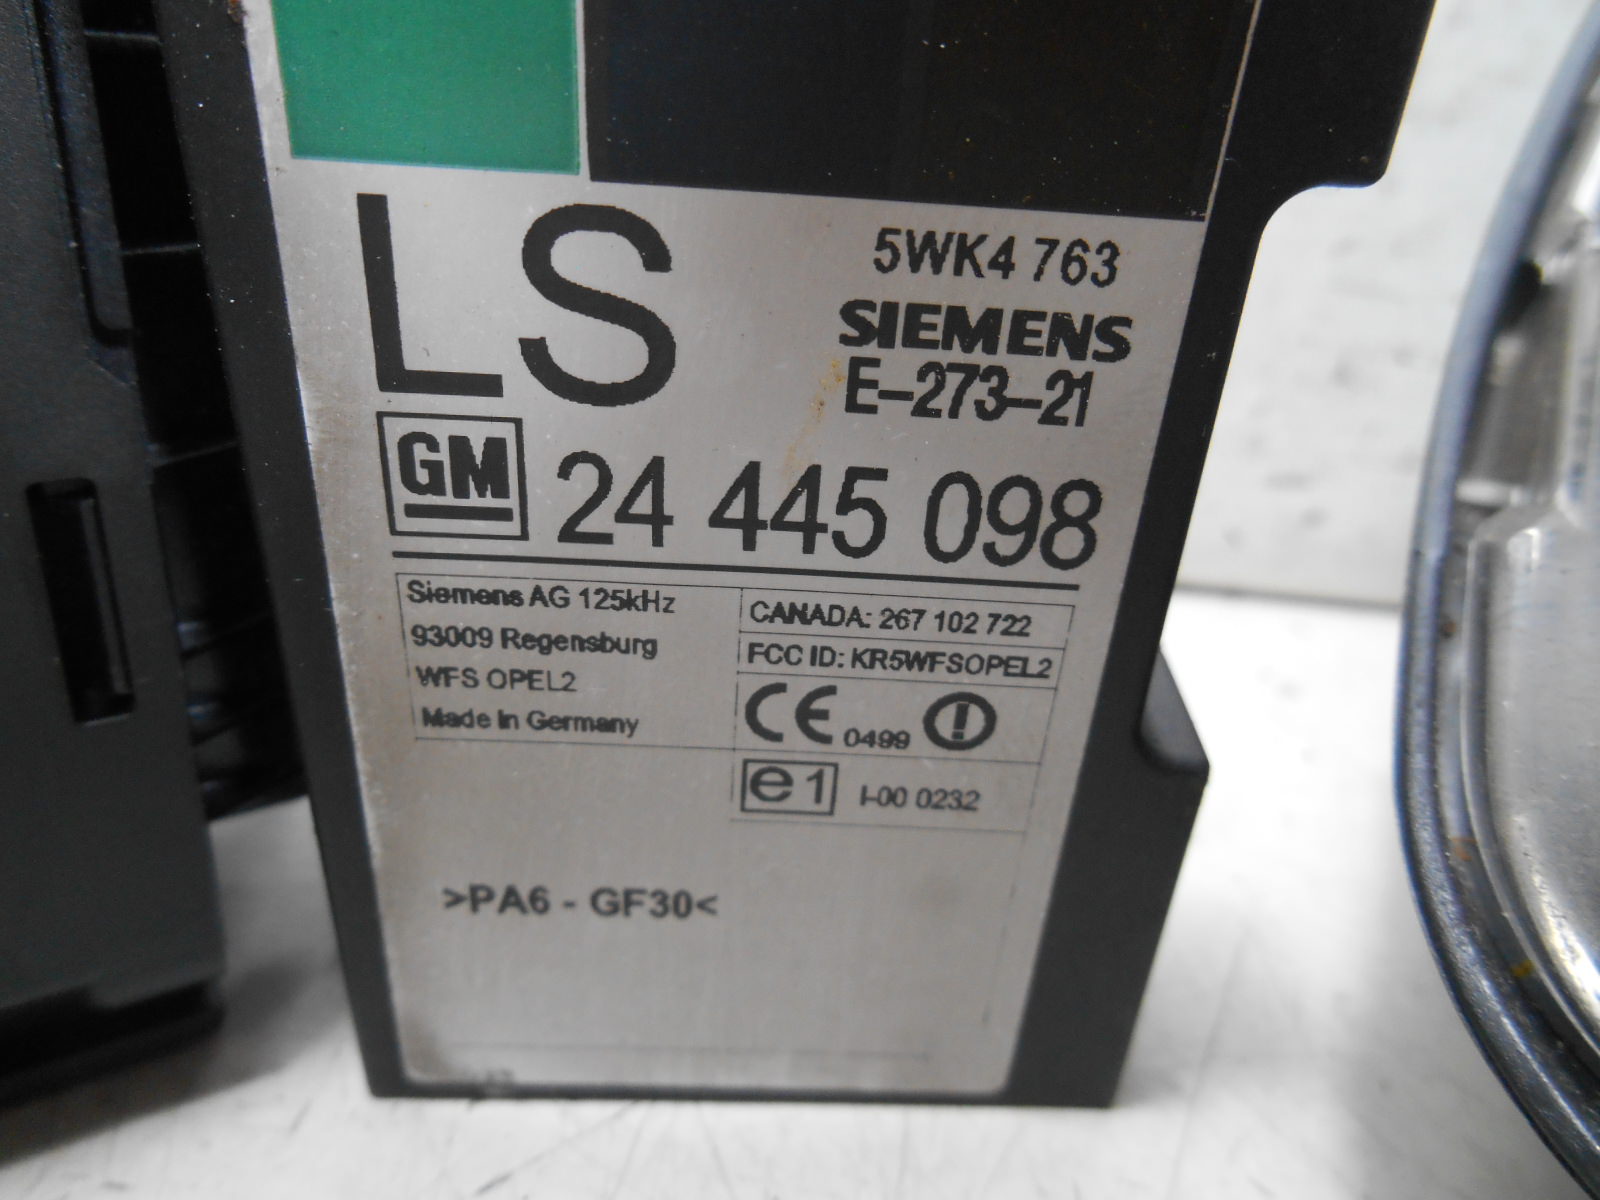 LS
5WK4 763
SIEMENS
E-273-21
GM 24 445 098
Siemens AG 125kHz
93009 Regensburg
WFS OPEL2
Made in Germany
CANADA: 267 102 722
FCC ID: KR5WFSOPEL2
CE 0499
e1 I-00 0232
>PA6 - GF30<